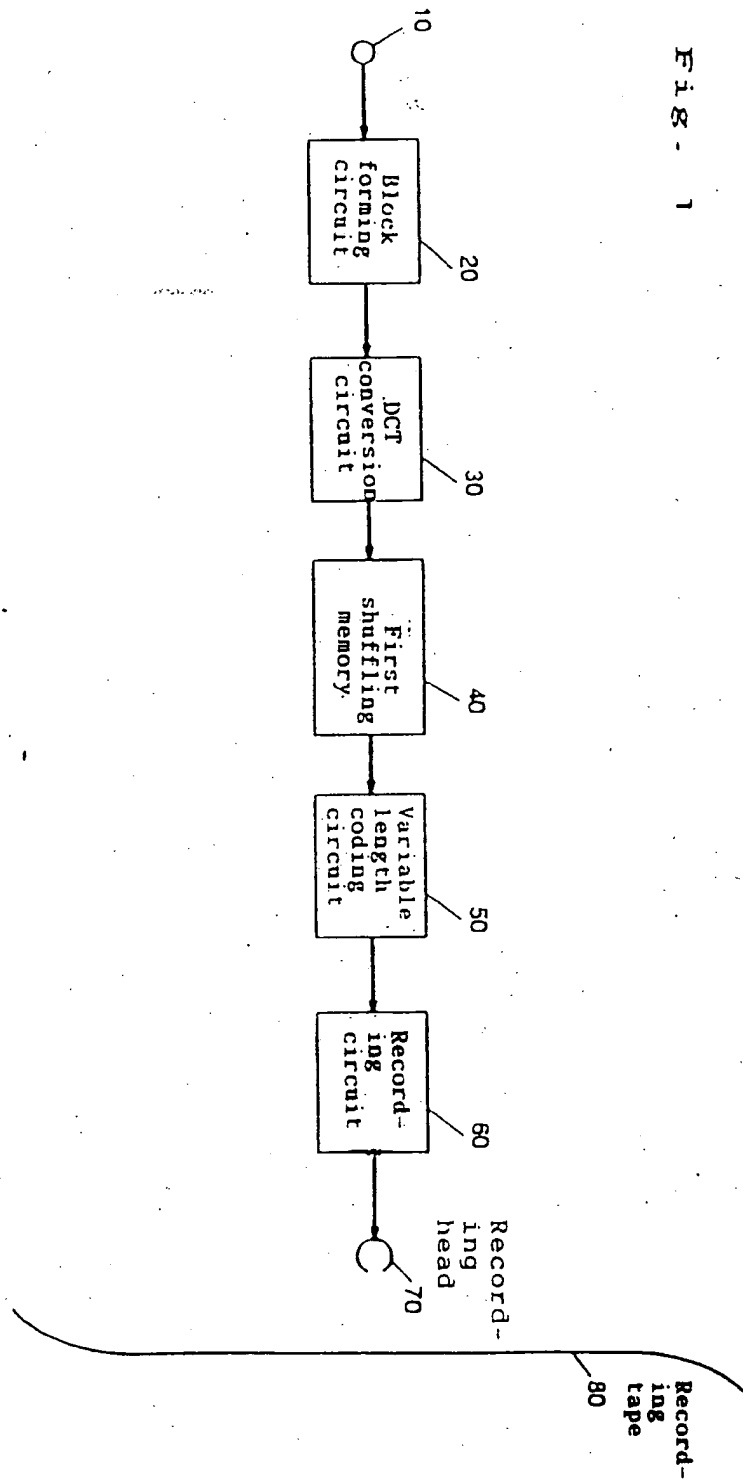 Fig. 1
10
Block
forming
circuit
20
DCT
conversion
circuit
30
First
shuffling
memory
40
Variable
length
coding
circuit
50
Record-
ing
circuit
60
Record-
ing
head
70
Record-
ing
tape
80